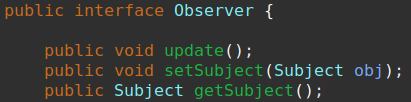 public interface Observer {
public void update();
public void setSubject(Subject obj);
public Subject getSubject();